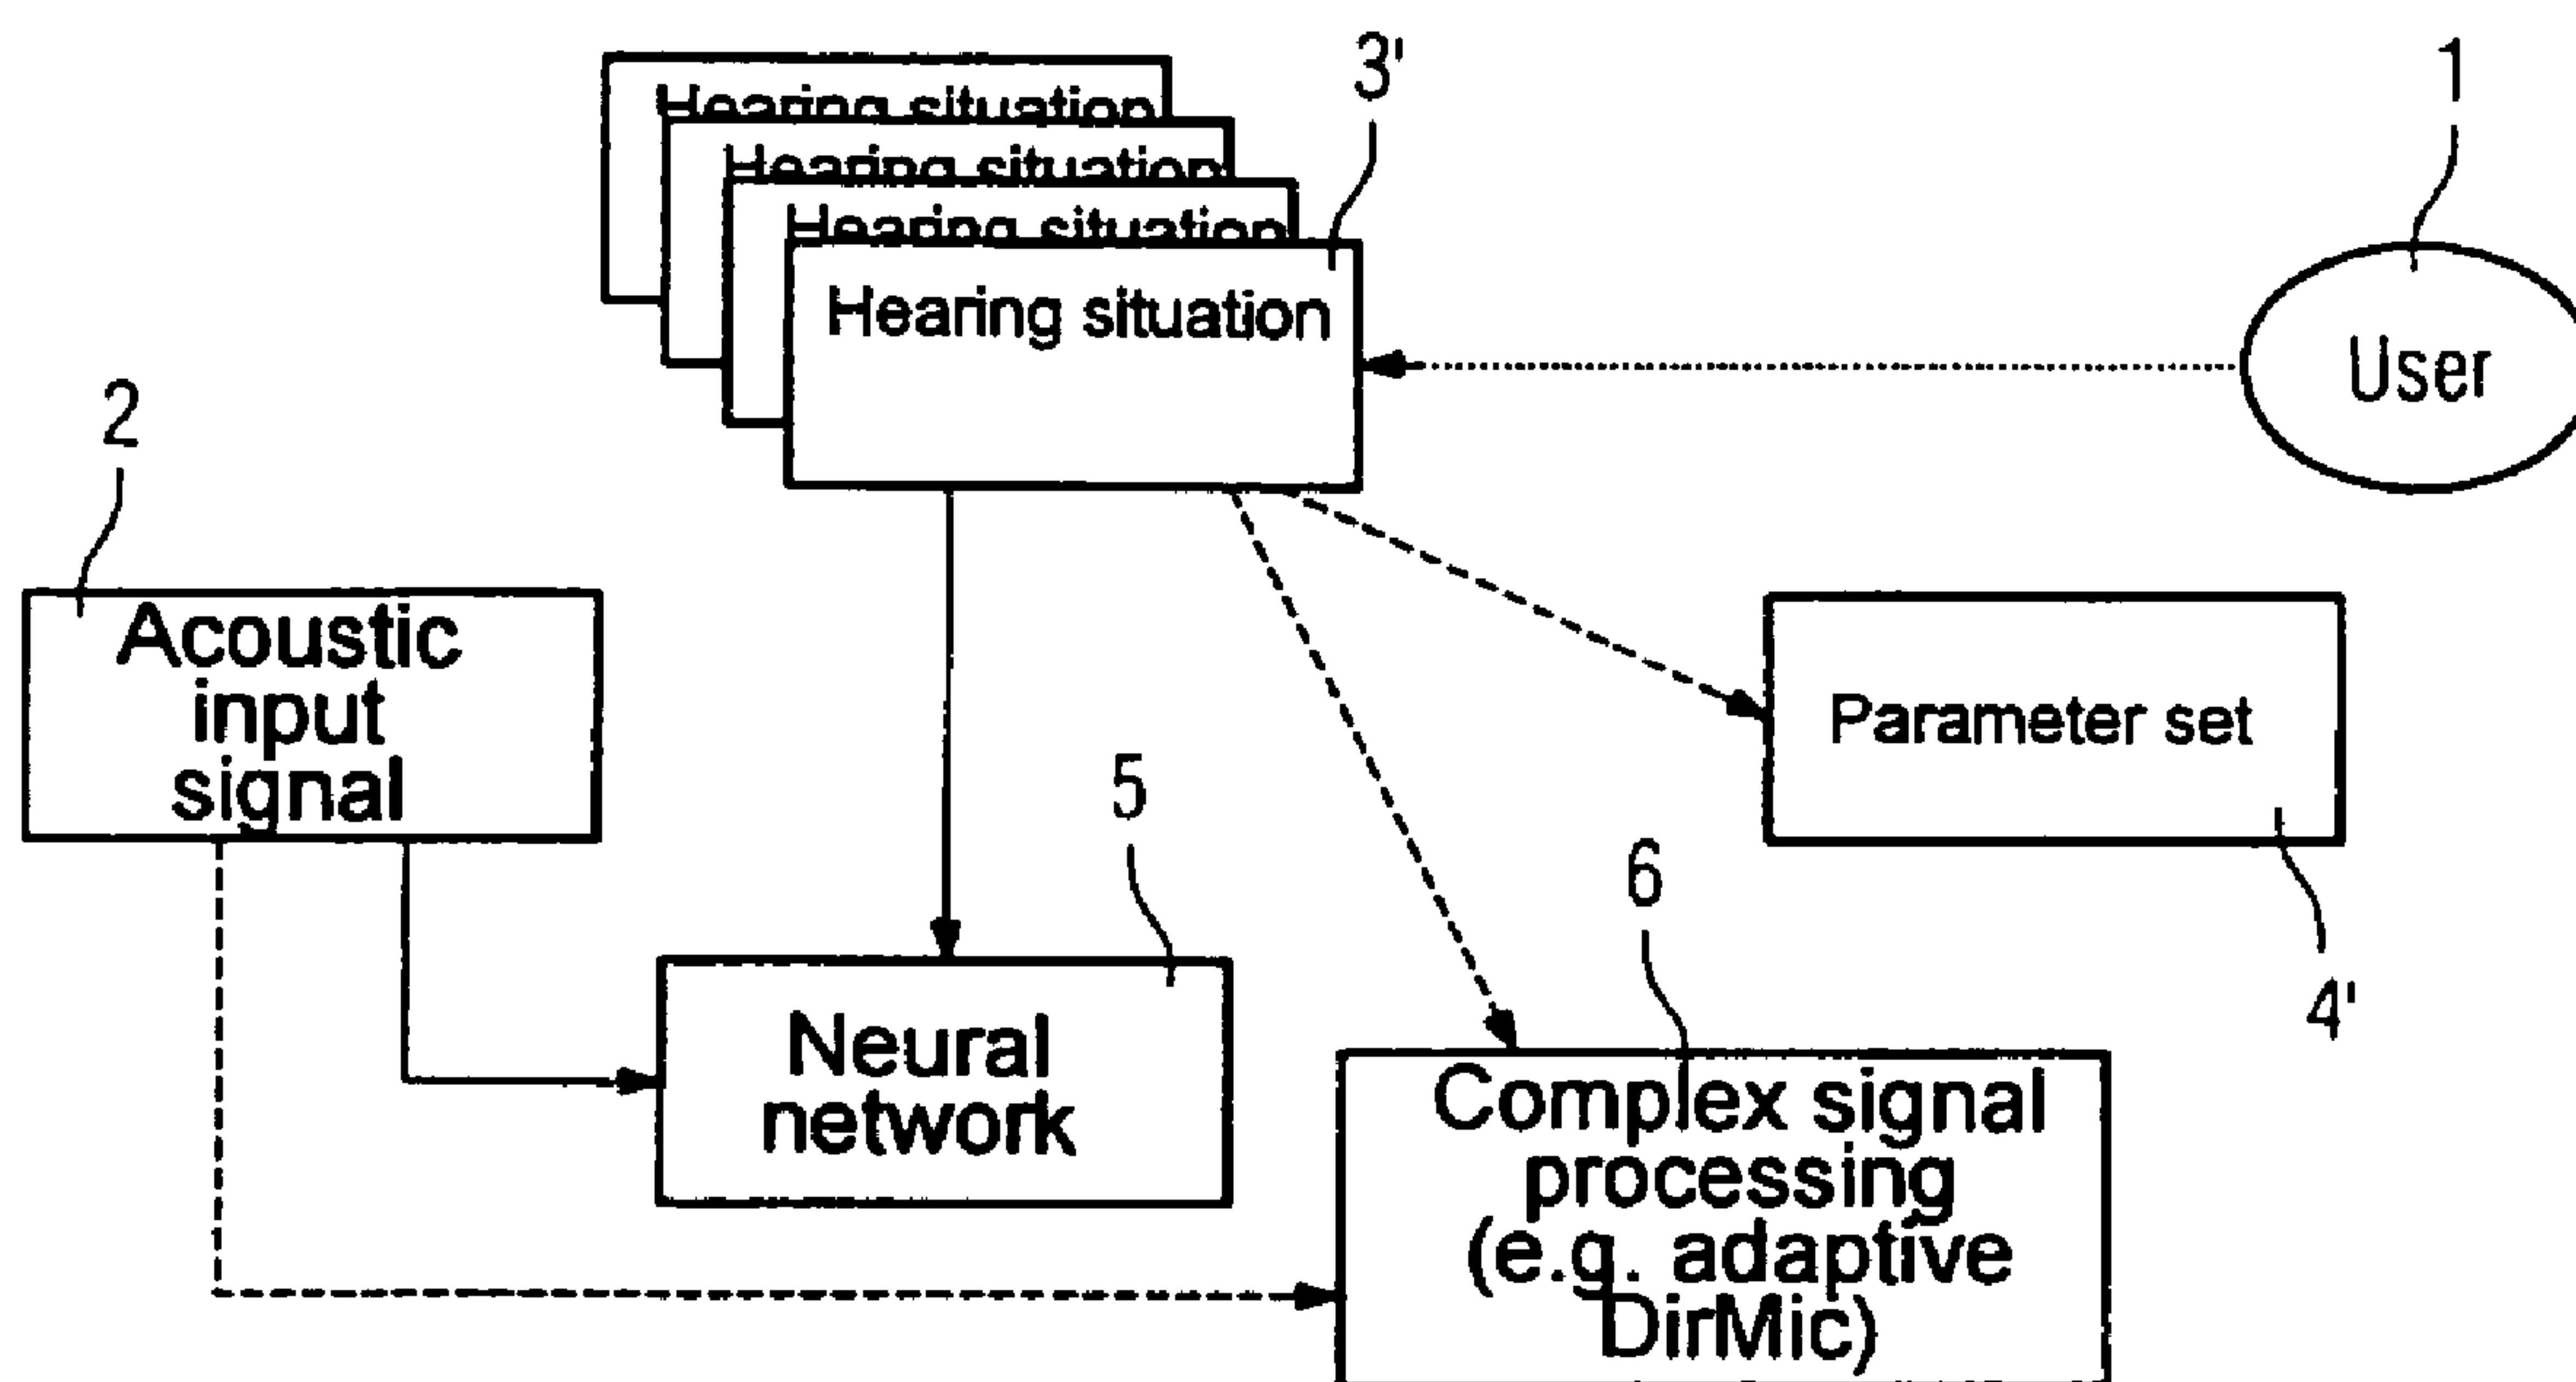 3'
1
Hearing situation
Hearing situation
Hearing situation
Hearing situation
User
2
Acoustic
input
signal
Parameter set
5
6
4'
Neural
network
Complex signal
processing
(e.g. adaptive
DirMic)